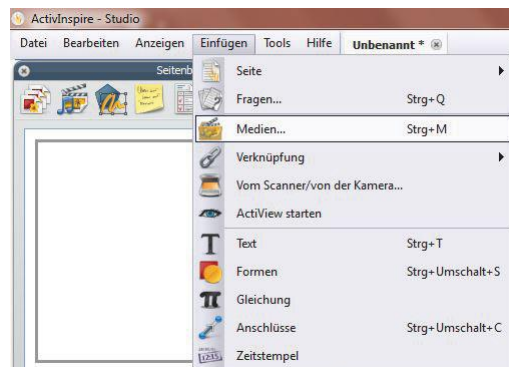 ActivInspire - Studio
Datei Bearbeiten Anzeigen Einfügen Tools Hilfe Unbenannt *
Seitenb
Seite
Fragen... Strg+Q
Medien... Strg+M
Verknüpfung
Vom Scanner/von der Kamera...
ActiView starten
Text Strg+T
Formen Strg+Umschalt+S
Gleichung
Anschlüsse Strg+Umschalt+C
Zeitstempel